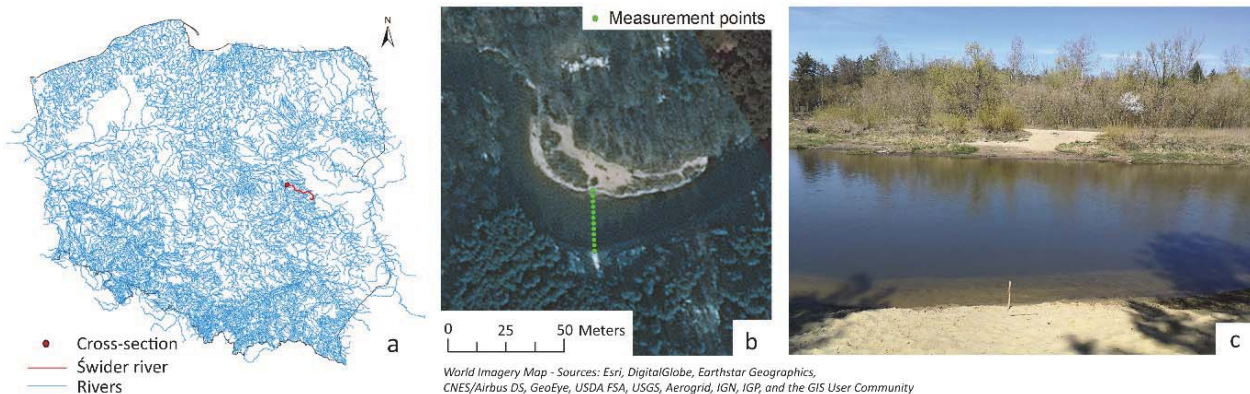 N
Cross-section
Świder river
Rivers
a
Measurement points
0 25 50 Meters
b
World Imagery Map - Sources: Esri, DigitalGlobe, Earthstar Geographics,
CNES/Airbus DS, GeoEye, USDA FSA, USGS, Aerogrid, IGN, IGP, and the GIS User Community
c